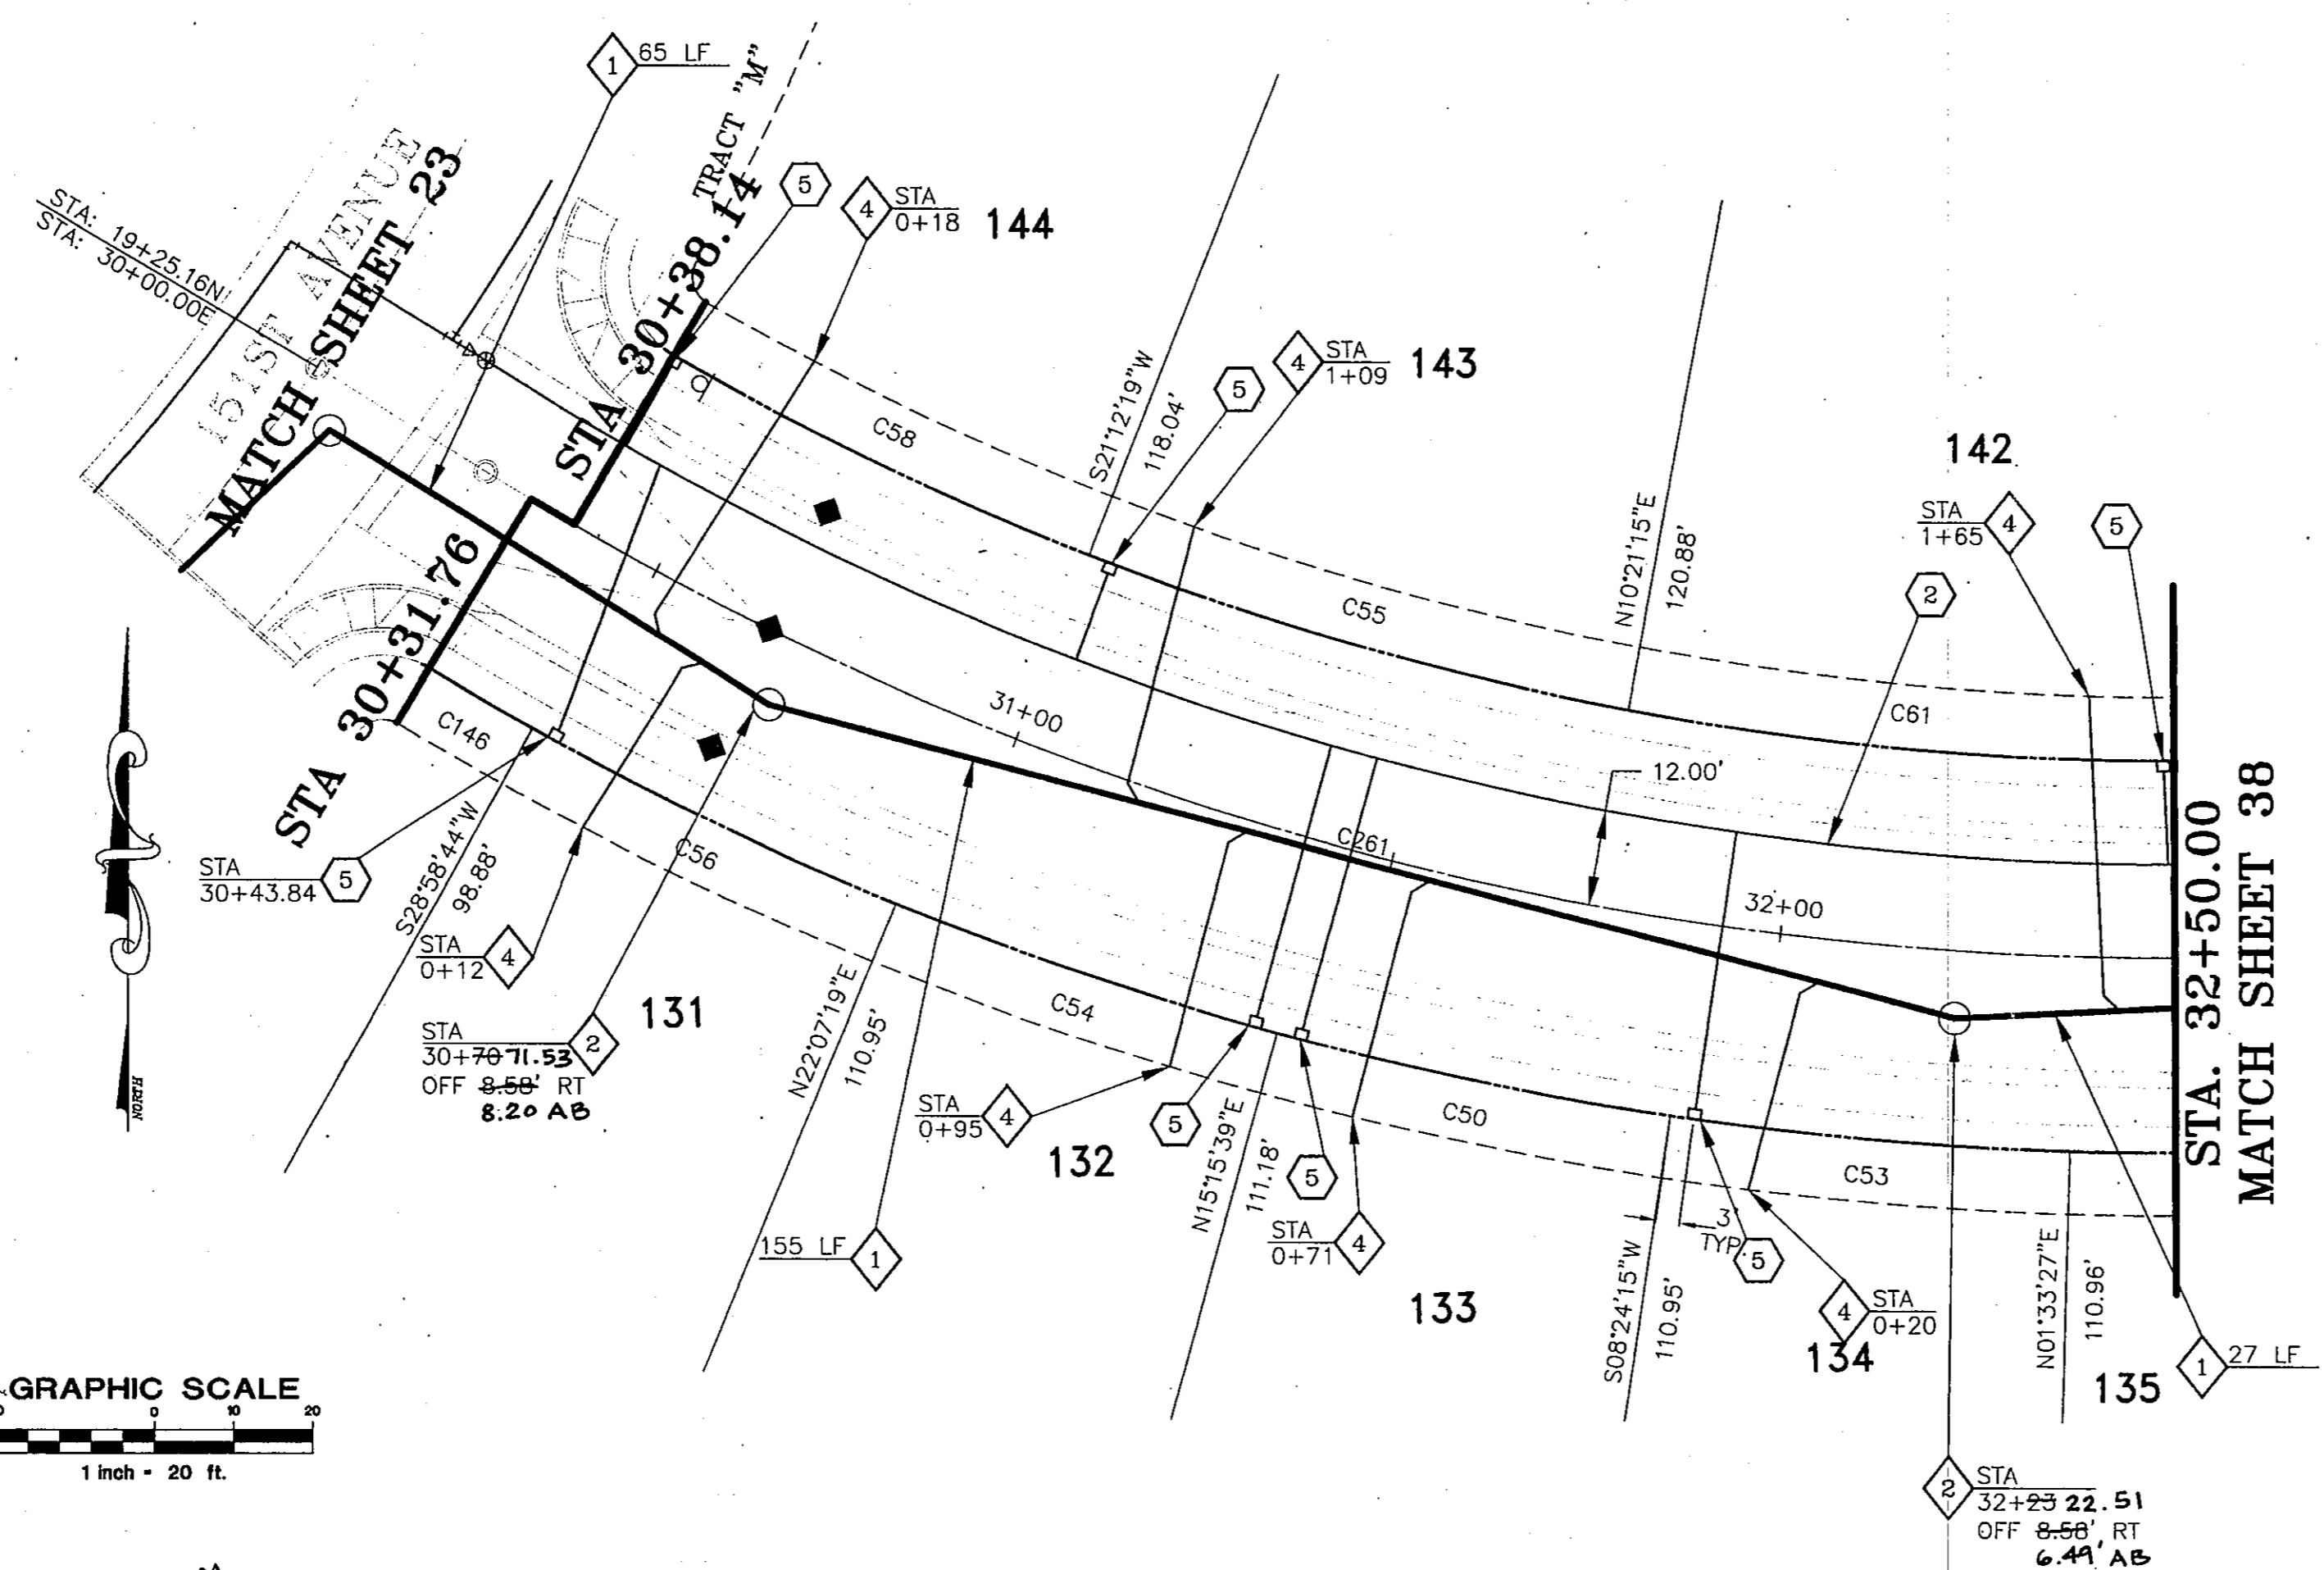 1
65 LF
TRACT "M"
STA: 19+25.16N
STA: 30+00.00E
151ST AVENUE
MATCH SHEET 23
STA 30+38.14
5
4
STA
0+18
144
C58
S21°12'19"W
118.04'
5
4
STA
1+09
143
142
STA
1+65
4
5
2
N10°21'15"E
120.88'
C55
C61
STA 30+31.76
C146
31+00
12.00'
C261
32+00
STA. 32+50.00
MATCH SHEET 38
STA
30+43.84
5
S28°58'44"W
98.88'
C56
STA
0+12
4
131
STA
30+70 71.53
2
OFF 8.58' RT
8.20 AB
N22°07'19"E
110.95'
C54
STA
0+95
4
132
5
N15°15'39"E
111.18'
5
STA
0+71
4
133
C50
C53
155 LF
1
S08°24'15"W
110.95'
3'
TYP.
5
4
STA
0+20
134
N01°33'27"E
110.96'
135
1
27 LF
2
STA
32+23 22.51
OFF 8.58' RT
6.49' AB
NORTH
GRAPHIC SCALE
0 10 20
1 inch = 20 ft.